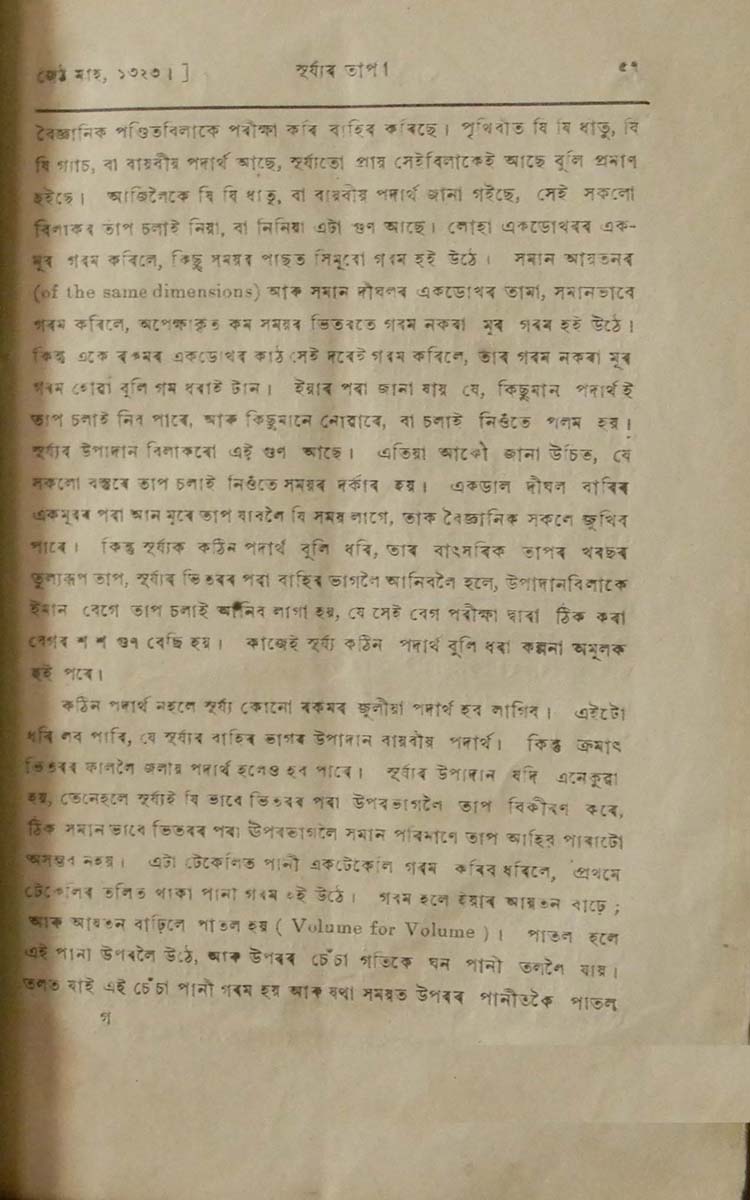 জেঠ মাহ, ১৩২৩। ] সূৰ্য্যৰ তাপ। ৫৭
বৈজ্ঞানিক পণ্ডিতবিলাকে পৰীক্ষা কৰি বাহিৰ কৰিছে। পৃথিবীত যি যি ধাতু, যি
যি গ্যাচ, বা বায়বীয় পদাৰ্থ আছে, সূৰ্য্যতো প্ৰায় সেইবিলাকেই আছে বুলি প্ৰমাণ
হইছে। আজিলৈকে যি যি ধাতু, বা বায়বীয় পদাৰ্থ জানা গইছে, সেই সকলো
বিলাকৰ তাপ চলাই নিয়া, বা নিনিয়া এটা গুণ আছে। লোহা একডোখৰৰ এক-
মূৰ গৰম কৰিলে, কিছু সময়ৰ পাছত সিমূৰো গৰম হই উঠে। সমান আয়তনৰ
(of the same dimensions) আৰু সমান দীঘলৰ একডোখৰ তামা, সমানভাবে
গৰম কৰিলে, অপেক্ষাকৃত কম সময়ৰ ভিতৰতে গৰম নকৰা মূৰ গৰম হই উঠে।
কিন্তু একে ৰকমৰ একডোখৰ কাঠ সেই দৰেই গৰম কৰিলে, তাৰ গৰম নকৰা মূৰ
গৰম হোৱা বুলি গম ধৰাই টান। ইয়াৰ পৰা জানা যায় যে, কিছুমান পদাৰ্থই
তাপ চলাই নিব পাৰে, আৰু কিছুমানে নোৱাৰে, বা চলাই নিওঁতে পলম হয়।
সূৰ্য্যৰ উপাদান বিলাকৰো এই গুণ আছে। এতিয়া আকৌ জানা উচিত, যে
সকলো বস্তুৰে তাপ চলাই নিওঁতে সময়ৰ দৰ্কাৰ হয়। একডাল দীঘল বাৰিৰ
একমূৰৰ পৰা আন মূৰে তাপ যাবলৈ যি সময় লাগে, তাক বৈজ্ঞানিক সকলে জুখিব
পাৰে। কিন্তু সূৰ্য্যক কঠিন পদাৰ্থ বুলি ধৰি, তাৰ বাৎসৰিক তাপৰ খৰছৰ
তুল্যৰূপ তাপ, সূৰ্য্যৰ ভিতৰৰ পৰা বাহিৰ ভাগলৈ আনিবলৈ হলে, উপাদানবিলাকে
ইমান বেগে তাপ চলাই আনিব লাগা হয়, যে সেই বেগ পৰীক্ষা দ্বাৰা ঠিক কৰা
বেগৰ শ শ গুণ বেছি হয়। কাজেই সূৰ্য্য কঠিন পদাৰ্থ বুলি ধৰা কল্পনা অমূলক
হই পৰে।
কঠিন পদাৰ্থ নহলে সূৰ্য্য কোনো ৰকমৰ জুলীয়া পদাৰ্থ হব লাগিব। এইটো
ধৰি লব পাৰি, যে সূৰ্য্যৰ বাহিৰ ভাগৰ উপাদান বায়বীয় পদাৰ্থ। কিন্তু ক্ৰমাৎ
ভিতৰৰ ফাললৈ জলীয় পদাৰ্থ হলেও হব পাৰে। সূৰ্য্যৰ উপাদান যদি এনেকুৱা
হয়, তেনেহলে সূৰ্য্যই যি ভাবে ভিতৰৰ পৰা উপৰভাগলৈ তাপ বিকীৰণ কৰে,
ঠিক সমান ভাবে ভিতৰৰ পৰা ঊপৰভাগলৈ সমান পৰিমাণে তাপ আহিব পাৰাটো
অসম্ভব নহয়। এটা টেকেলিত পানী একটেকেলি গৰম কৰিব ধৰিলে, প্ৰথমে
টেকেলিৰ তলিত থকা পানী গৰম হই উঠে। গৰম হলে ইয়াৰ আয়তন বাঢ়ে ;
আৰু আয়তন বাঢ়িলে পাতল হয় ( Volume for Volume )। পাতল হলে
এই পানী উপৰলৈ উঠে, আৰু উপৰৰ চেঁচা গতিকে ঘন পানী তললৈ যায়।
তলত যাই এই চেঁচা পানী গৰম হয় আৰু যথা সময়ত উপৰৰ পানীতকৈ পাতল
গ